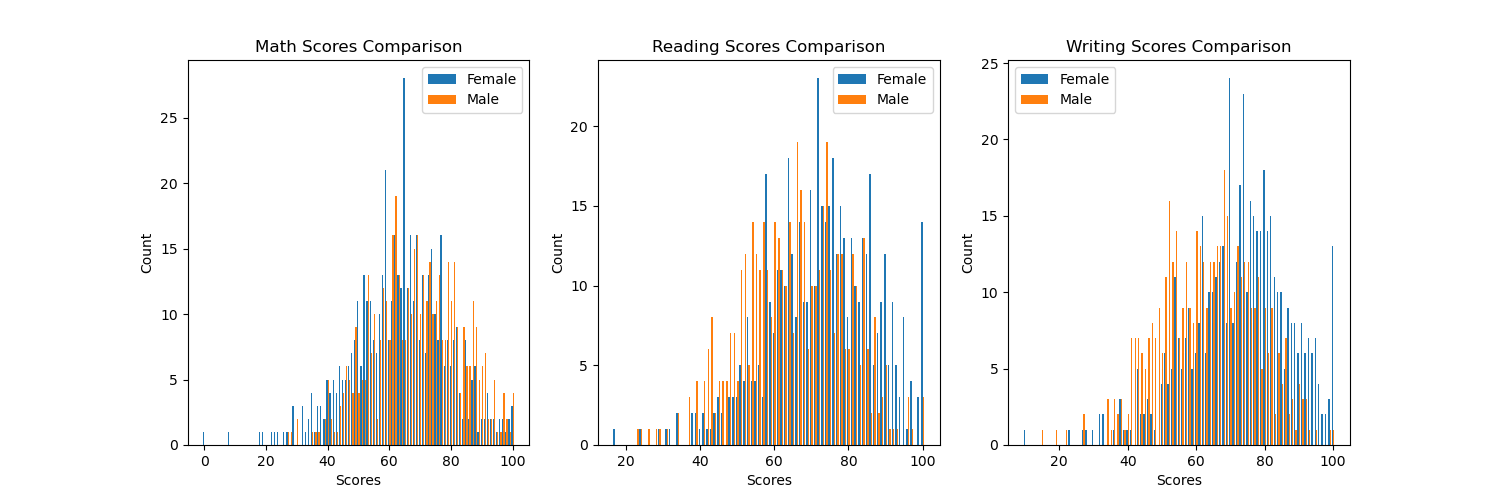 Math Scores Comparison
Count
25
20
15
10
5
0
Female
Male
0 20 40 60 80 100
Scores
Reading Scores Comparison
Count
20
15
10
5
0
Female
Male
20 40 60 80 100
Scores
Writing Scores Comparison
Count
25
20
15
10
5
0
Female
Male
20 40 60 80 100
Scores